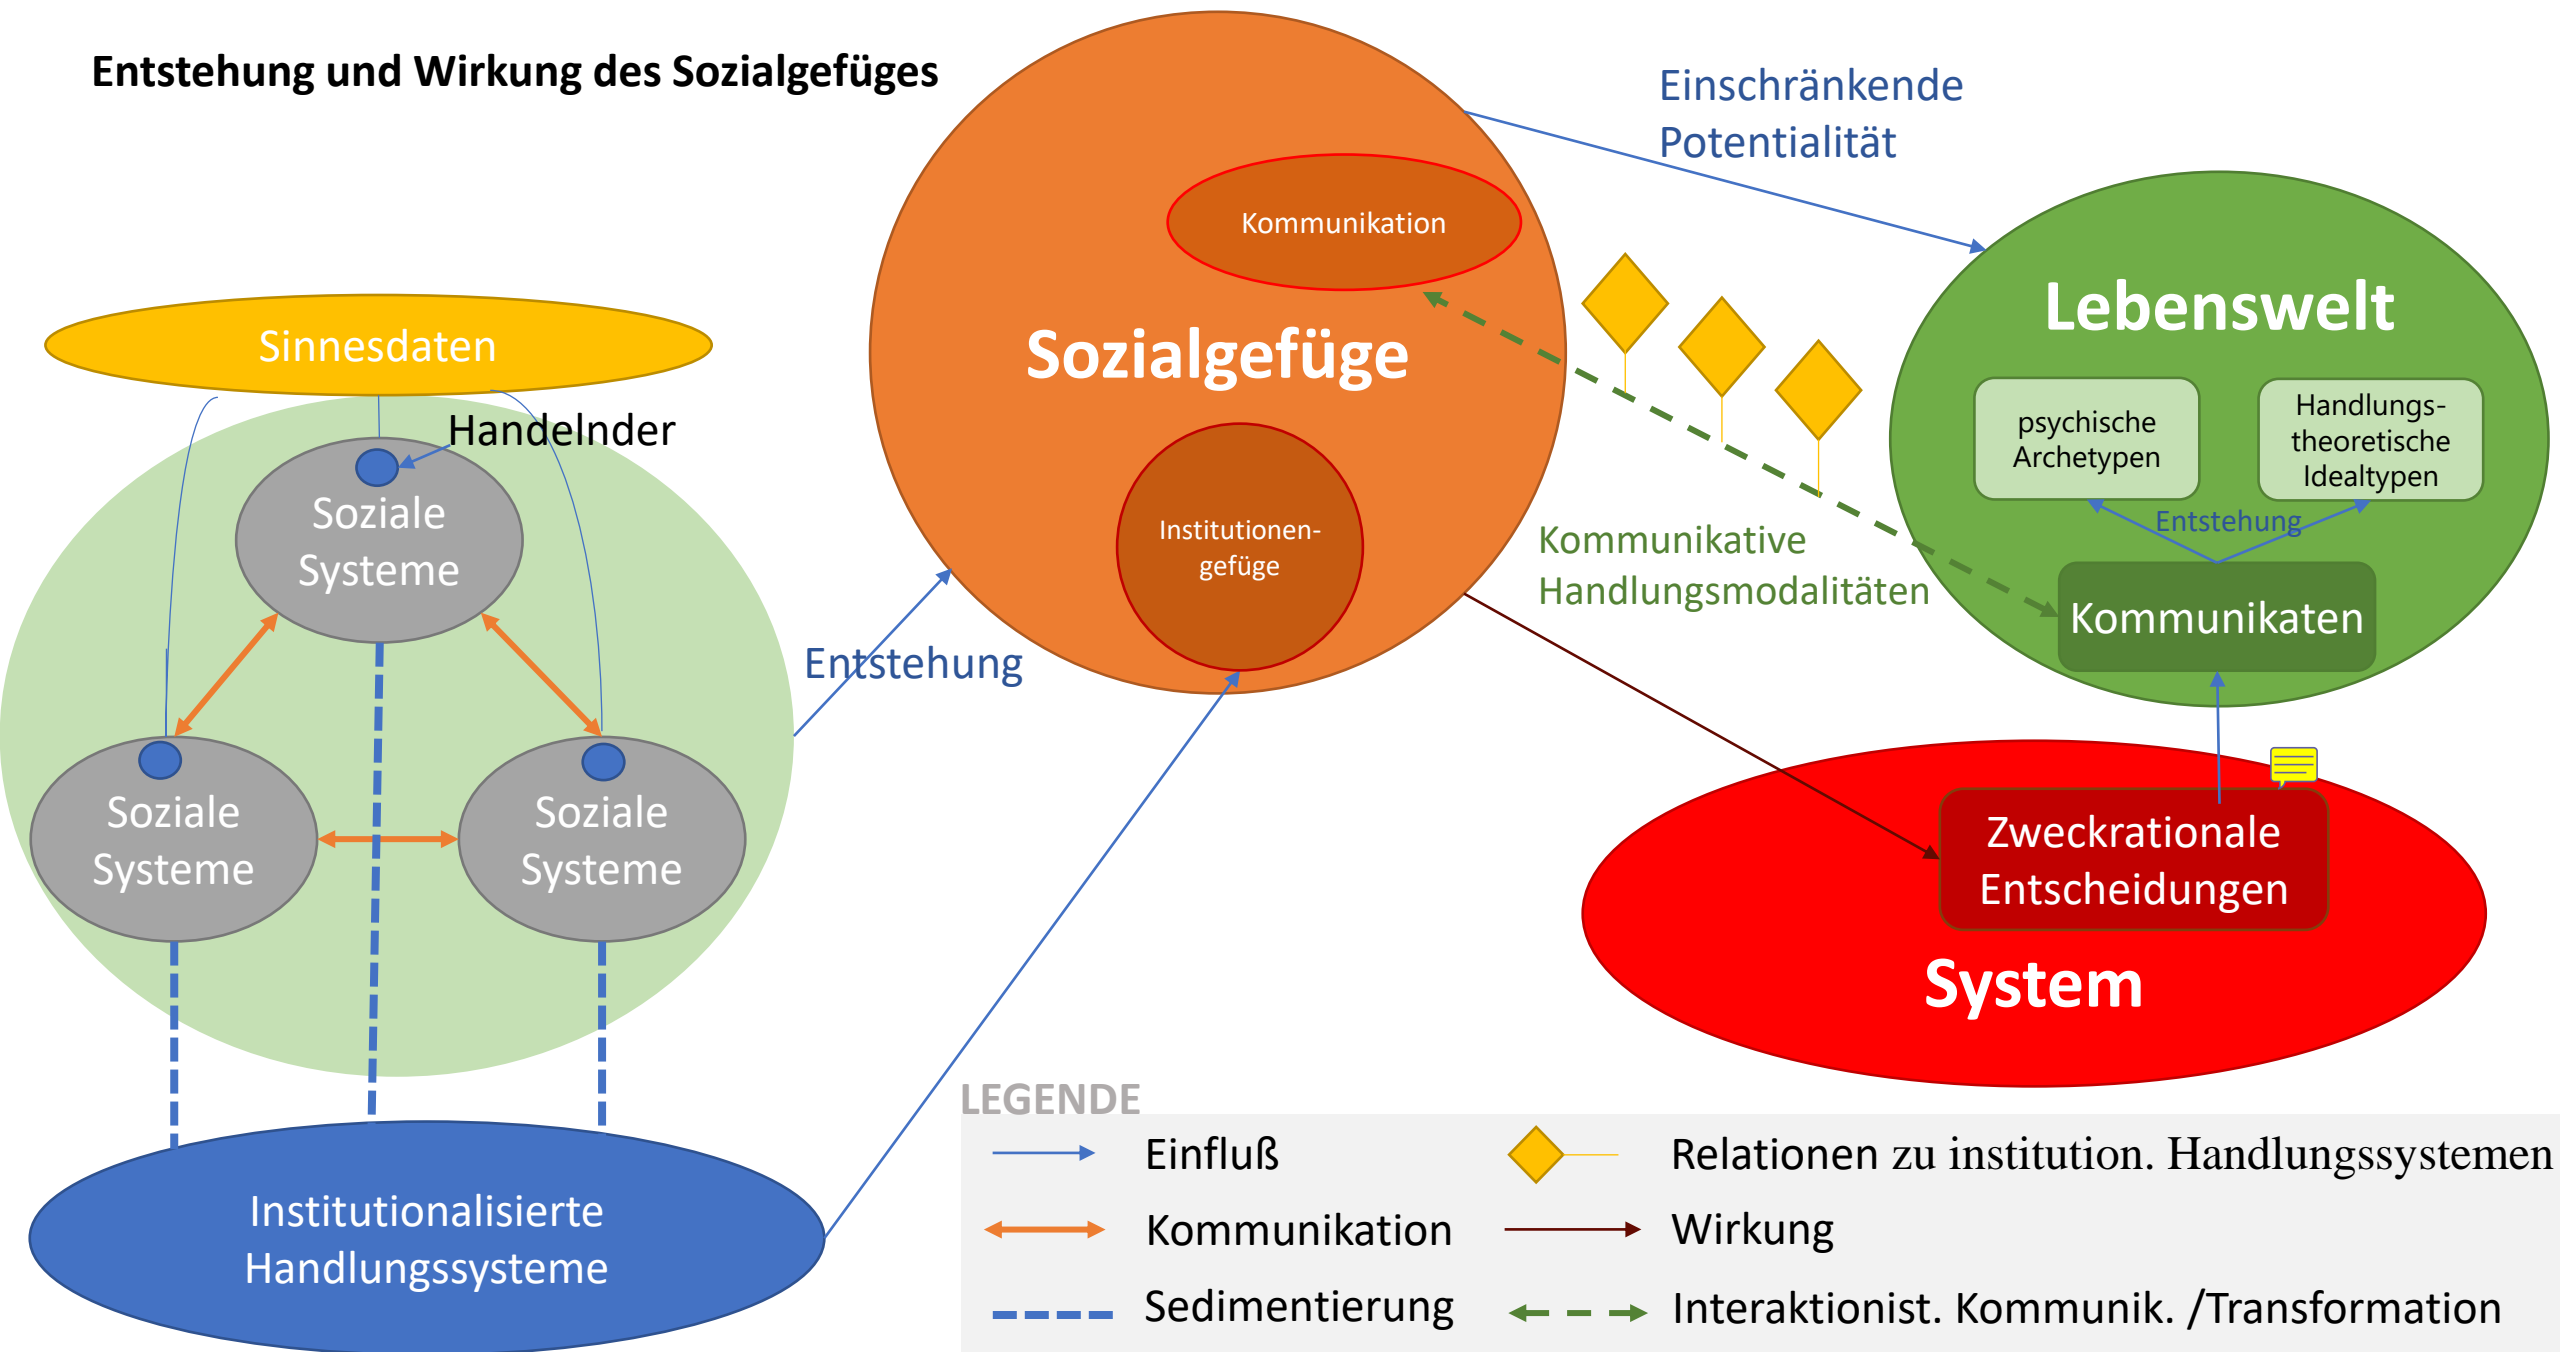 Entstehung und Wirkung des Sozialgefüges
Einschränkende
Potentialität
Kommunikation
Lebenswelt
Sinnesdaten
Sozialgefüge
Handelnder
psychische
Archetypen
Handlungs-
theoretische
Idealtypen
Soziale
Systeme
Institutionen-
gefüge
Entstehung
Kommunikative
Handlungsmodalitäten
Kommunikaten
Entstehung
Soziale
Systeme
Soziale
Systeme
Zweckrationale
Entscheidungen
System
LEGENDE
Einfluß
Relationen zu institution. Handlungssystemen
Institutionalisierte
Handlungssysteme
Kommunikation
Wirkung
Sedimentierung
Interaktionist. Kommunik. /Transformation